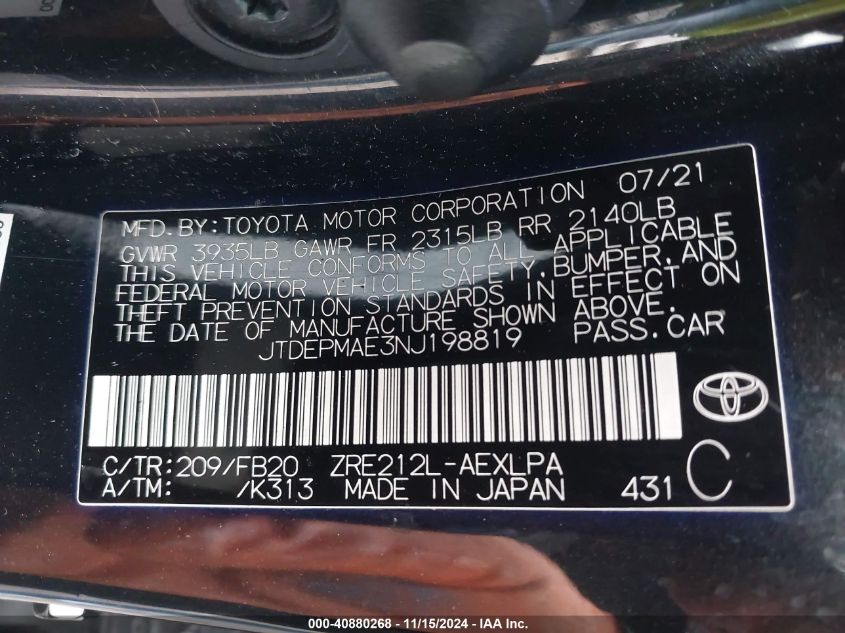 MFD.BY:TOYOTA MOTOR CORPORATION 07/21
GVWR 3935LB GAWR FR 2315LB RR 2140LB
THIS VEHICLE CONFORMS TO ALL APPLICABLE
FEDERAL MOTOR VEHICLE SAFETY,BUMPER,AND
THEFT PREVENTION STANDARDS IN EFFECT ON
THE DATE OF MANUFACTURE SHOWN ABOVE.
JTDEPMAE3NJ198819 PASS.CAR
C/TR:209/FB20 ZRE212L-AEXLPA C
A/TM: /K313 MADE IN JAPAN 431
000-40880268 - 11/15/2024 - IAA, Inc.